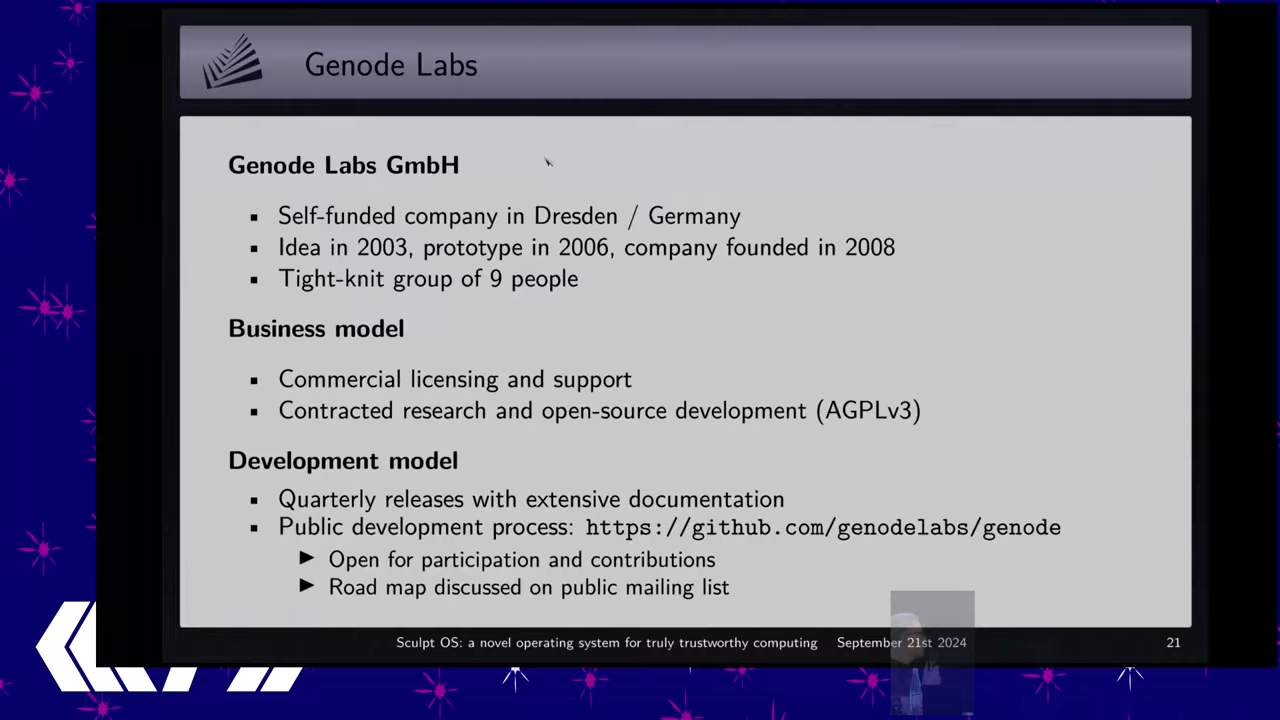 Genode Labs
Genode Labs GmbH
Self-funded company in Dresden / Germany
Idea in 2003, prototype in 2006, company founded in 2008
Tight-knit group of 9 people
Business model
Commercial licensing and support
Contracted research and open-source development (AGPLv3)
Development model
Quarterly releases with extensive documentation
Public development process: https://github.com/genodelabs/genode
Open for participation and contributions
Road map discussed on public mailing list
Sculpt OS: a novel operating system for truly trustworthy computing September 21st 2024 21